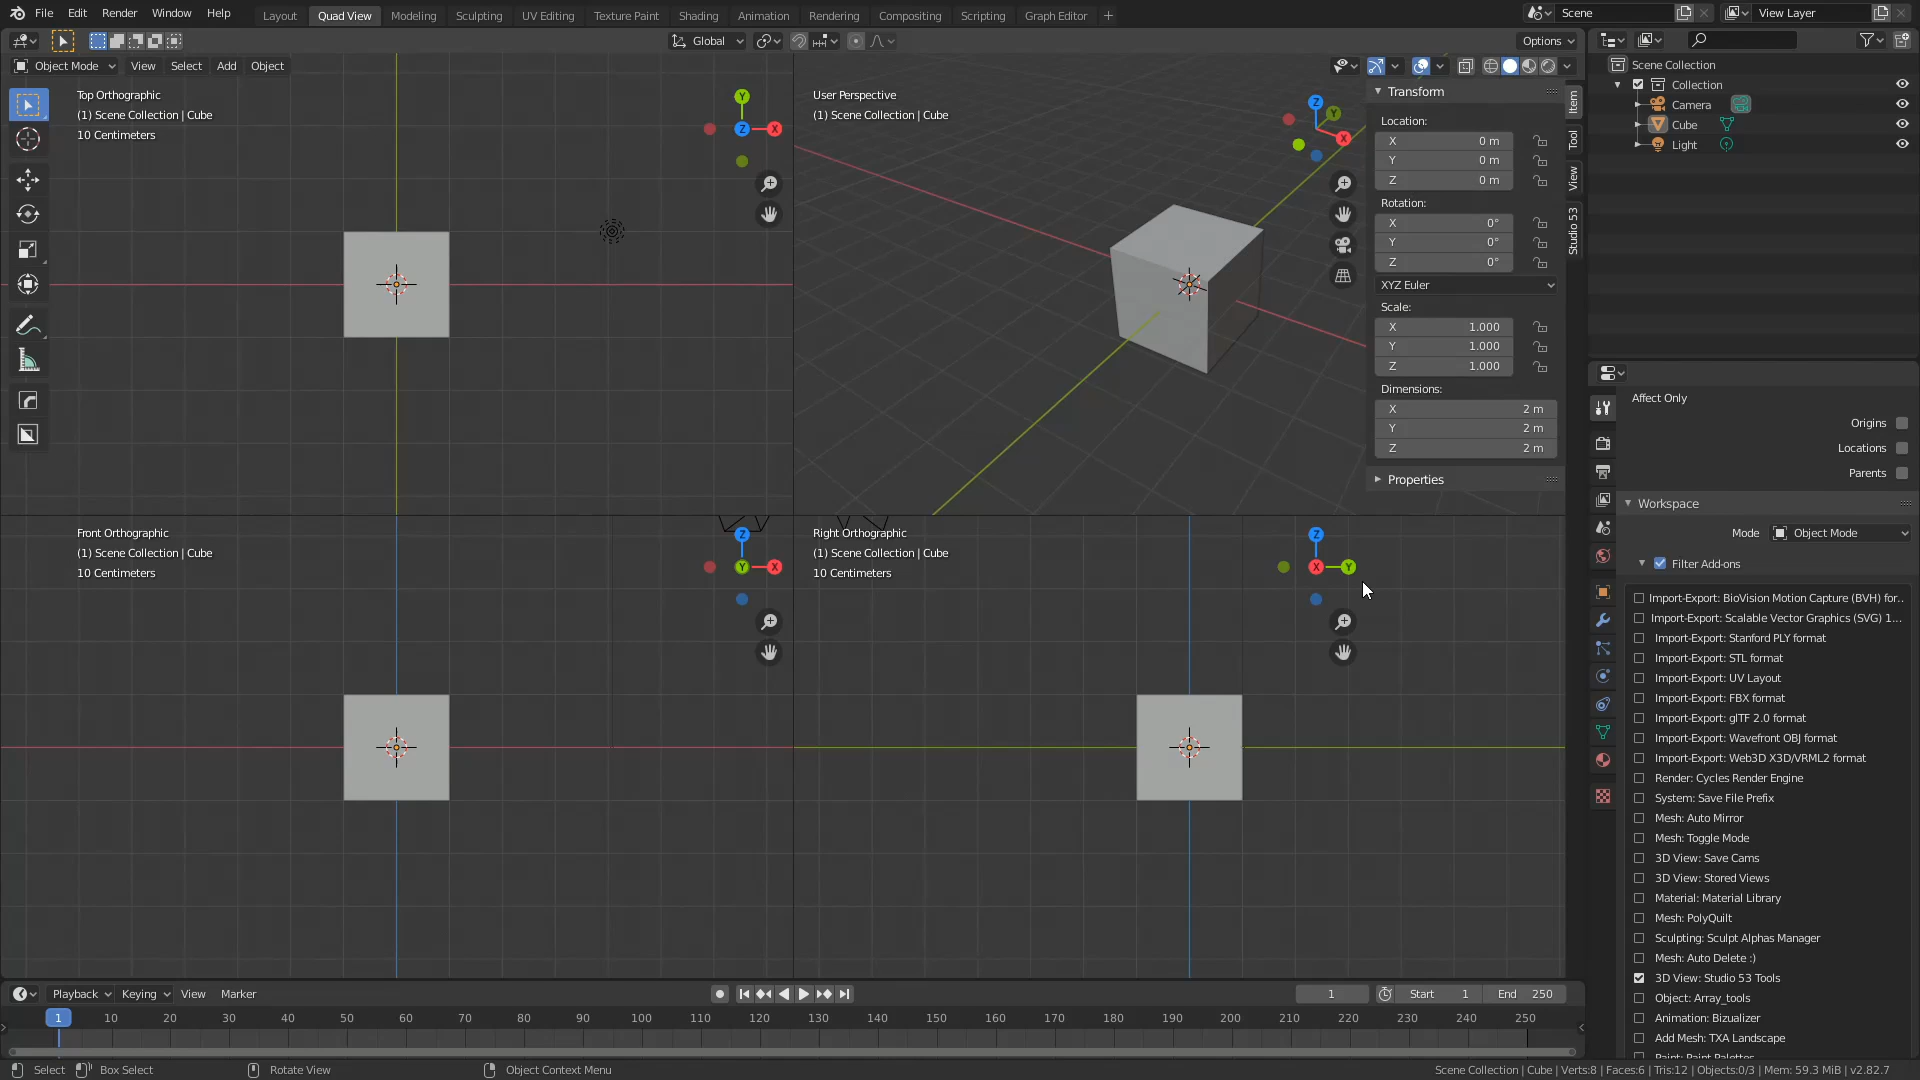 File Edit Render Window Help Layout Quad View Modeling Sculpting UV Editing Texture Paint Shading Animation Rendering Compositing Scripting Graph Editor + Scene View Layer
Global Options
Object Mode View Select Add Object
Top Orthographic
(1) Scene Collection | Cube
10 Centimeters
Y
Z
X
User Perspective
(1) Scene Collection | Cube
Z
Y
X
Transform
Location:
X 0 m
Y 0 m
Z 0 m
Rotation:
X 0°
Y 0°
Z 0°
XYZ Euler
Scale:
X 1.000
Y 1.000
Z 1.000
Dimensions:
X 2 m
Y 2 m
Z 2 m
Properties
Item
Tool
View
Studio 53
Scene Collection
Collection
Camera
Cube
Light
Front Orthographic
(1) Scene Collection | Cube
10 Centimeters
Z
Y
X
Right Orthographic
(1) Scene Collection | Cube
10 Centimeters
Z
X
Y
Affect Only
Origins
Locations
Parents
Workspace
Mode Object Mode
Filter Add-ons
Import-Export: BioVision Motion Capture (BVH) for..
Import-Export: Scalable Vector Graphics (SVG) 1...
Import-Export: Stanford PLY format
Import-Export: STL format
Import-Export: UV Layout
Import-Export: FBX format
Import-Export: glTF 2.0 format
Import-Export: Wavefront OBJ format
Import-Export: Web3D X3D/VRML2 format
Render: Cycles Render Engine
System: Save File Prefix
Mesh: Auto Mirror
Mesh: Toggle Mode
3D View: Save Cams
3D View: Stored Views
Material: Material Library
Mesh: PolyQuilt
Sculpting: Sculpt Alphas Manager
Mesh: Auto Delete :)
3D View: Studio 53 Tools
Object: Array_tools
Animation: Bizualizer
Add Mesh: TXA Landscape
Paint: Paint Palettes
Playback Keying View Marker 1 Start 1 End 250
1 10 20 30 40 50 60 70 80 90 100 110 120 130 140 150 160 170 180 190 200 210 220 230 240 250
Select Box Select Rotate View Object Context Menu Scene Collection | Cube | Verts:8 | Faces:6 | Tris:12 | Objects:0/3 | Mem: 59.3 MiB | v2.82.7